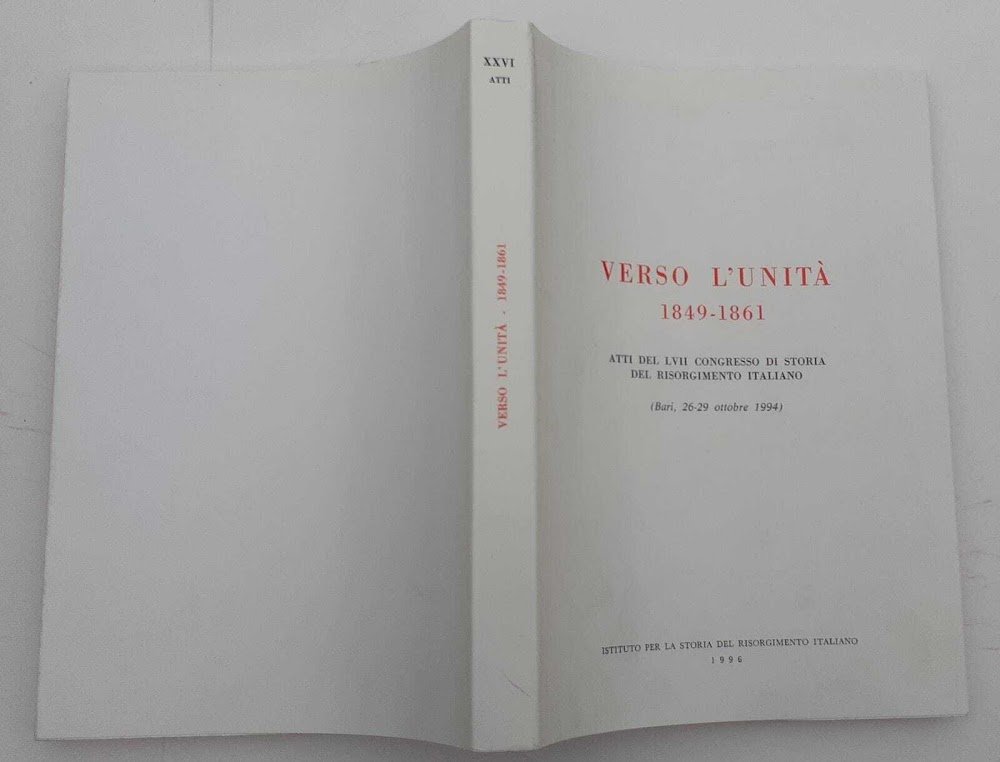 XXVI
ATTI
VERSO L'UNITÀ - 1849-1861
VERSO L'UNITÀ
1849-1861
ATTI DEL LVII CONGRESSO DI STORIA
DEL RISORGIMENTO ITALIANO
(Bari, 26-29 ottobre 1994)
ISTITUTO PER LA STORIA DEL RISORGIMENTO ITALIANO
1996